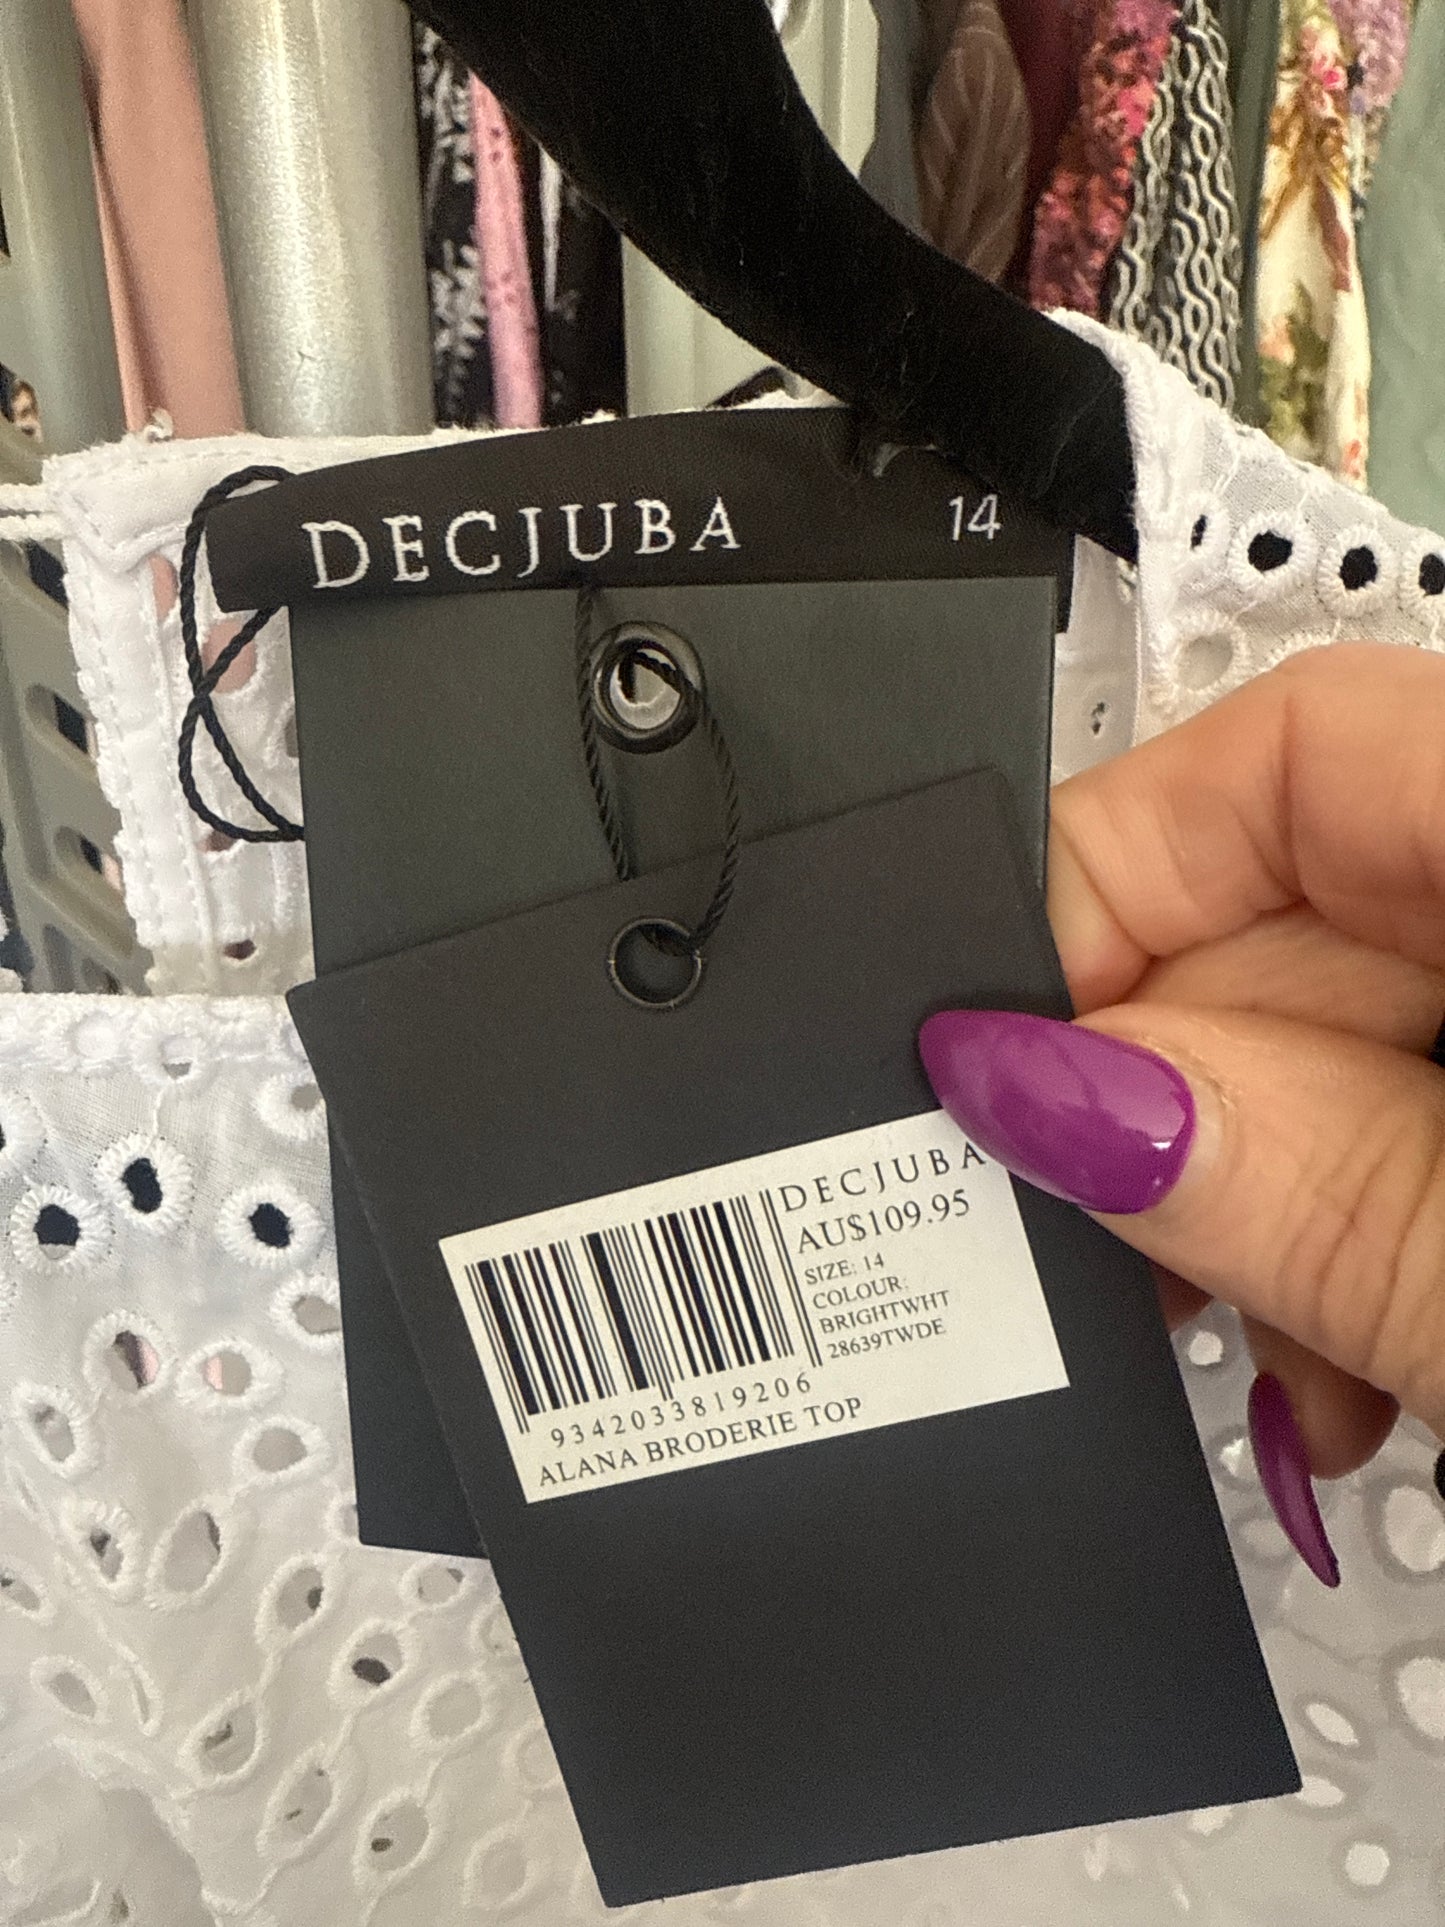 DECJUBA 14
DECJUBA
AU$109.95
SIZE: 14
COLOUR:
BRIGHTWHT
28639TWDE
9342033819206
ALANA BRODERIE TOP